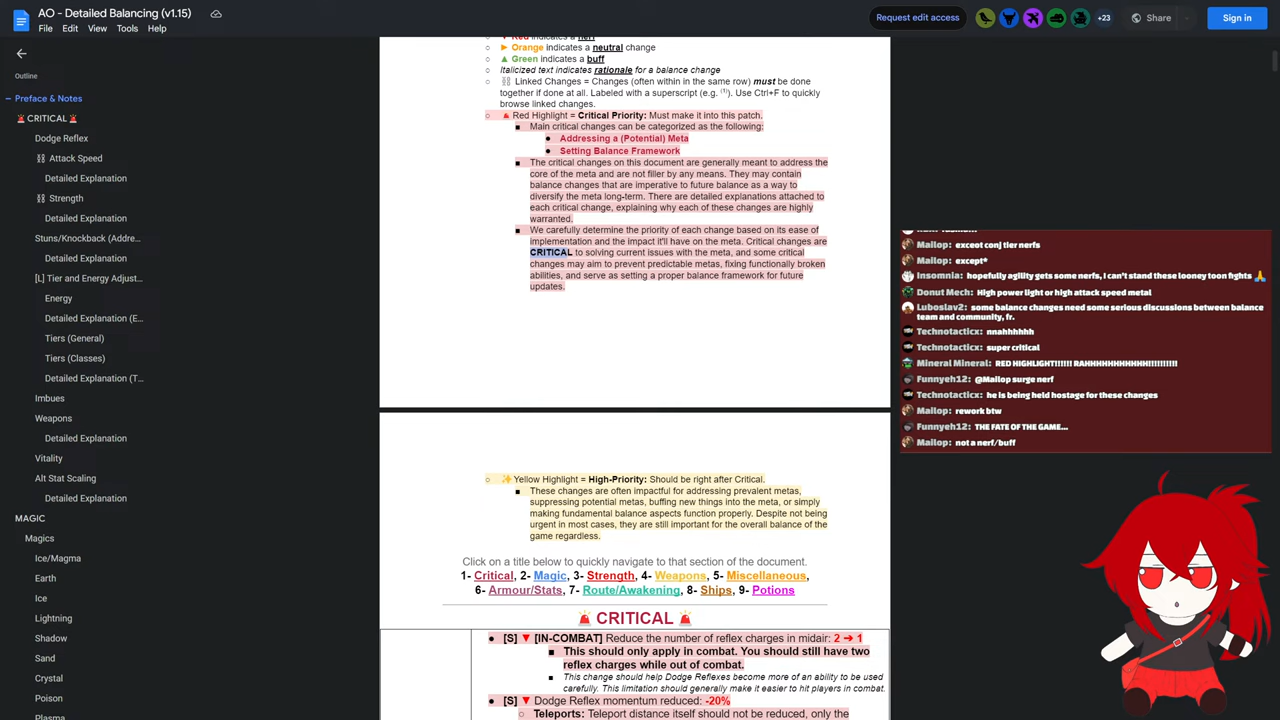 AO - Detailed Balancing (v1.15)
File Edit View Tools Help
Request edit access
+23
Share
Sign in
Outline
Preface & Notes
🚨 CRITICAL 🚨
Dodge Reflex
⛓ Attack Speed
Detailed Explanation
⛓ Strength
Detailed Explanation
Stuns/Knockback (Addre...
Detailed Explanation
[L] Tier and Energy Adjust...
Energy
Detailed Explanation (E...
Tiers (General)
Tiers (Classes)
Detailed Explanation (T...
Imbues
Weapons
Detailed Explanation
Vitality
Alt Stat Scaling
Detailed Explanation
MAGIC
Magics
Ice/Magma
Earth
Ice
Lightning
Shadow
Sand
Crystal
Poison
Plasma
▼ Red indicates a nerf
► Orange indicates a neutral change
▲ Green indicates a buff
Italicized text indicates rationale for a balance change
⛓ Linked Changes = Changes (often within in the same row) must be done
together if done at all. Labeled with a superscript (e.g. (1)). Use Ctrl+F to quickly
browse linked changes.
🚨 Red Highlight = Critical Priority: Must make it into this patch.
Main critical changes can be categorized as the following:
Addressing a (Potential) Meta
Setting Balance Framework
The critical changes on this document are generally meant to address the
core of the meta and are not filler by any means. They may contain
balance changes that are imperative to future balance as a way to
diversify the meta long-term. There are detailed explanations attached to
each critical change, explaining why each of these changes are highly
warranted.
We carefully determine the priority of each change based on its ease of
implementation and the impact it'll have on the meta. Critical changes are
CRITICAL to solving current issues with the meta, and some critical
changes may aim to prevent predictable metas, fixing functionally broken
abilities, and serve as setting a proper balance framework for future
updates.
✨ Yellow Highlight = High-Priority: Should be right after Critical.
These changes are often impactful for addressing prevalent metas,
suppressing potential metas, buffing new things into the meta, or simply
making fundamental balance aspects function properly. Despite not being
urgent in most cases, they are still important for the overall balance of the
game regardless.
Click on a title below to quickly navigate to that section of the document.
1- Critical, 2- Magic, 3- Strength, 4- Weapons, 5- Miscellaneous,
6- Armour/Stats, 7- Route/Awakening, 8- Ships, 9- Potions
🚨 CRITICAL 🚨
[S] ▼ [IN-COMBAT] Reduce the number of reflex charges in midair: 2 ➔ 1
This should only apply in combat. You should still have two
reflex charges while out of combat.
This change should help Dodge Reflexes become more of an ability to be used
carefully. This limitation should generally make it easier to hit players in combat.
[S] ▼ Dodge Reflex momentum reduced: -20%
Teleports: Teleport distance itself should not be reduced, only the
Mailop: exceot conj tier nerfs
Mailop: except*
Insomnia: hopefully agility gets some nerfs, I can't stand these looney toon fights 🙏
Donut Mech: High power light or high attack speed metal
Luboslav2: some balance changes need some serious discussions between balance
team and community, fr.
Technotacticx: nnahhhhhh
Technotacticx: super critical
Mineral Mineral: RED HIGHLIGHT!!!!!! RAHHHHHHHHHHH!!!!!!!!!!
Funnyeh12: @Mailop surge nerf
Technotacticx: he is being held hostage for these changes
Mailop: rework btw
Funnyeh12: THE FATE OF THE GAME...
Mailop: not a nerf/buff